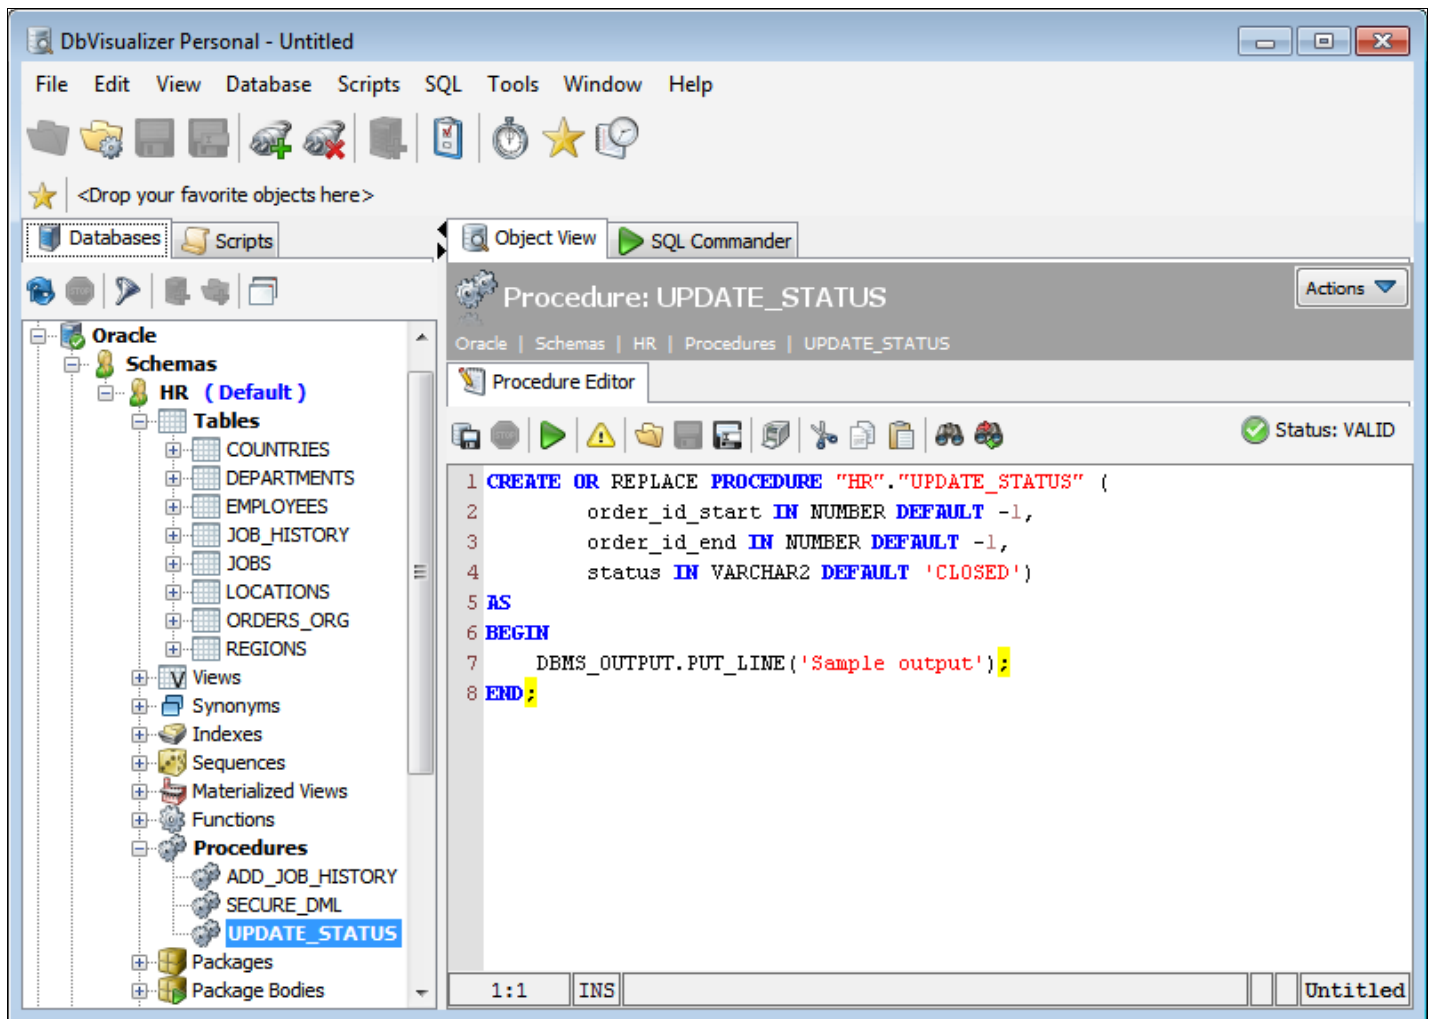 DbVisualizer Personal - Untitled
File Edit View Database Scripts SQL Tools Window Help
<Drop your favorite objects here>
Databases Scripts
Object View SQL Commander
Procedure: UPDATE_STATUS
Actions
Oracle | Schemas | HR | Procedures | UPDATE_STATUS
Procedure Editor
Status: VALID
Oracle
Schemas
HR (Default)
Tables
COUNTRIES
DEPARTMENTS
EMPLOYEES
JOB_HISTORY
JOBS
LOCATIONS
ORDERS_ORG
REGIONS
Views
Synonyms
Indexes
Sequences
Materialized Views
Functions
Procedures
ADD_JOB_HISTORY
SECURE_DML
UPDATE_STATUS
Packages
Package Bodies
1 CREATE OR REPLACE PROCEDURE "HR"."UPDATE_STATUS" (
2 order_id_start IN NUMBER DEFAULT -1,
3 order_id_end IN NUMBER DEFAULT -1,
4 status IN VARCHAR2 DEFAULT 'CLOSED')
5 AS
6 BEGIN
7 DBMS_OUTPUT.PUT_LINE('Sample output');
8 END;
1:1 INS Untitled